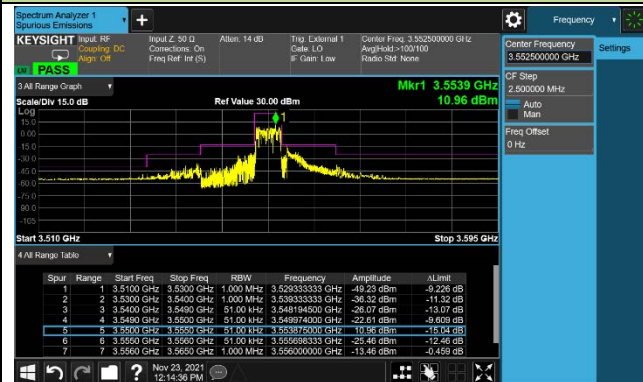 Spectrum Analyzer 1
Spurious Emissions
Frequency
KEYSIGHT Input: RF
Coupling: DC
Align: Off
Input Z: 50 Ω
Corrections: On
Freq Ref: Int (S)
Atten: 14 dB
Trig: External 1
Gate: LO
IF Gain: Low
Center Freq: 3.552500000 GHz
Avg|Hold:>100/100
Radio Std: None
PASS
Center Frequency
3.552500000 GHz
Settings
CF Step
2.500000 MHz
Auto
Man
Freq Offset
0 Hz
3 All Range Graph
Mkr1 3.5539 GHz
Scale/Div 15.0 dB
Ref Value 30.00 dBm
10.96 dBm
Log
1
15.0
0.00
-15.0
-30.0
-45.0
-60.0
-75.0
-90.0
-105
Start 3.510 GHz
Stop 3.595 GHz
4 All Range Table
Spur Range Start Freq Stop Freq RBW Frequency Amplitude ΔLimit
1 1 3.5100 GHz 3.5300 GHz 1.000 MHz 3.529333333 GHz -49.23 dBm -9.226 dB
2 2 3.5300 GHz 3.5400 GHz 1.000 MHz 3.539333333 GHz -36.32 dBm -11.32 dB
3 3 3.5400 GHz 3.5490 GHz 51.00 kHz 3.548194500 GHz -26.07 dBm -13.07 dB
4 4 3.5490 GHz 3.5500 GHz 51.00 kHz 3.549974000 GHz -22.61 dBm -9.609 dB
5 5 3.5500 GHz 3.5550 GHz 51.00 kHz 3.553875000 GHz 10.96 dBm -15.04 dB
6 6 3.5550 GHz 3.5560 GHz 51.00 kHz 3.555698333 GHz -25.46 dBm -12.46 dB
7 7 3.5560 GHz 3.5650 GHz 1.000 MHz 3.556000000 GHz -13.46 dBm -0.459 dB
Nov 23, 2021
12:14:36 PM